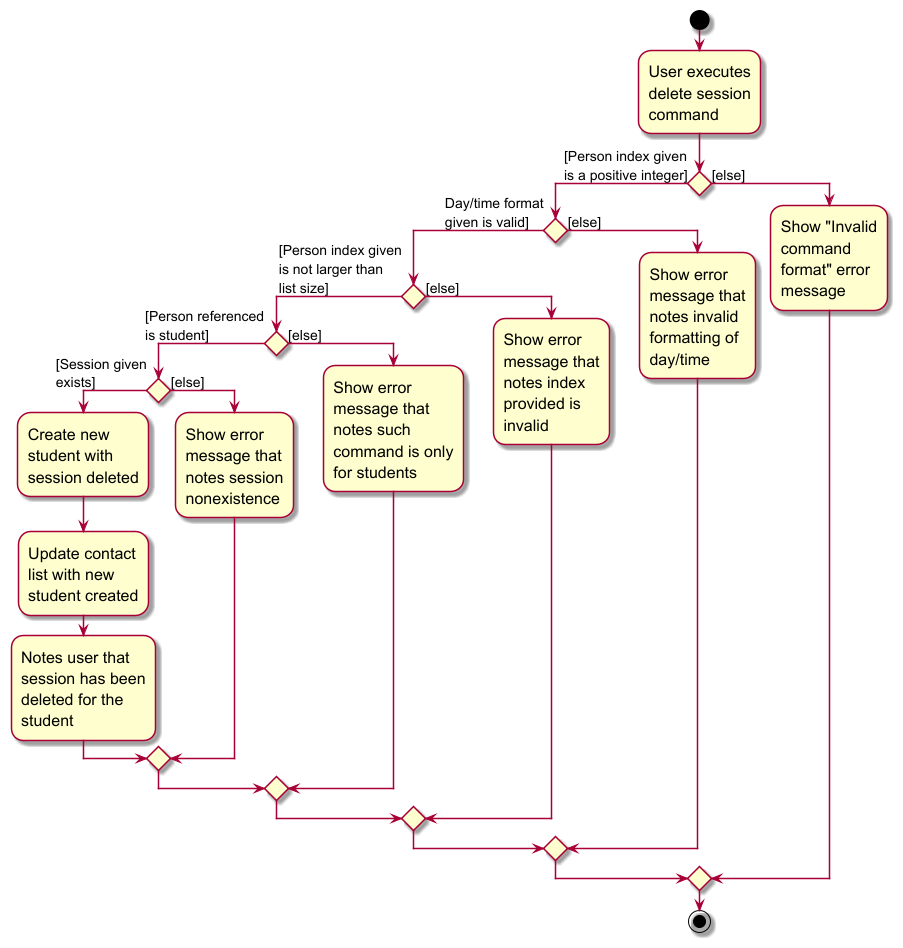 User executes
delete session
command
[Person index given
is a positive integer]
[else]
Show "Invalid
command
format" error
message
Day/time format
given is valid]
[else]
Show error
message that
notes invalid
formatting of
day/time
[Person index given
is not larger than
list size]
[else]
Show error
message that
notes index
provided is
invalid
[Person referenced
is student]
[else]
Show error
message that
notes such
command is only
for students
[Session given
exists]
[else]
Show error
message that
notes session
nonexistence
Create new
student with
session deleted
Update contact
list with new
student created
Notes user that
session has been
deleted for the
student